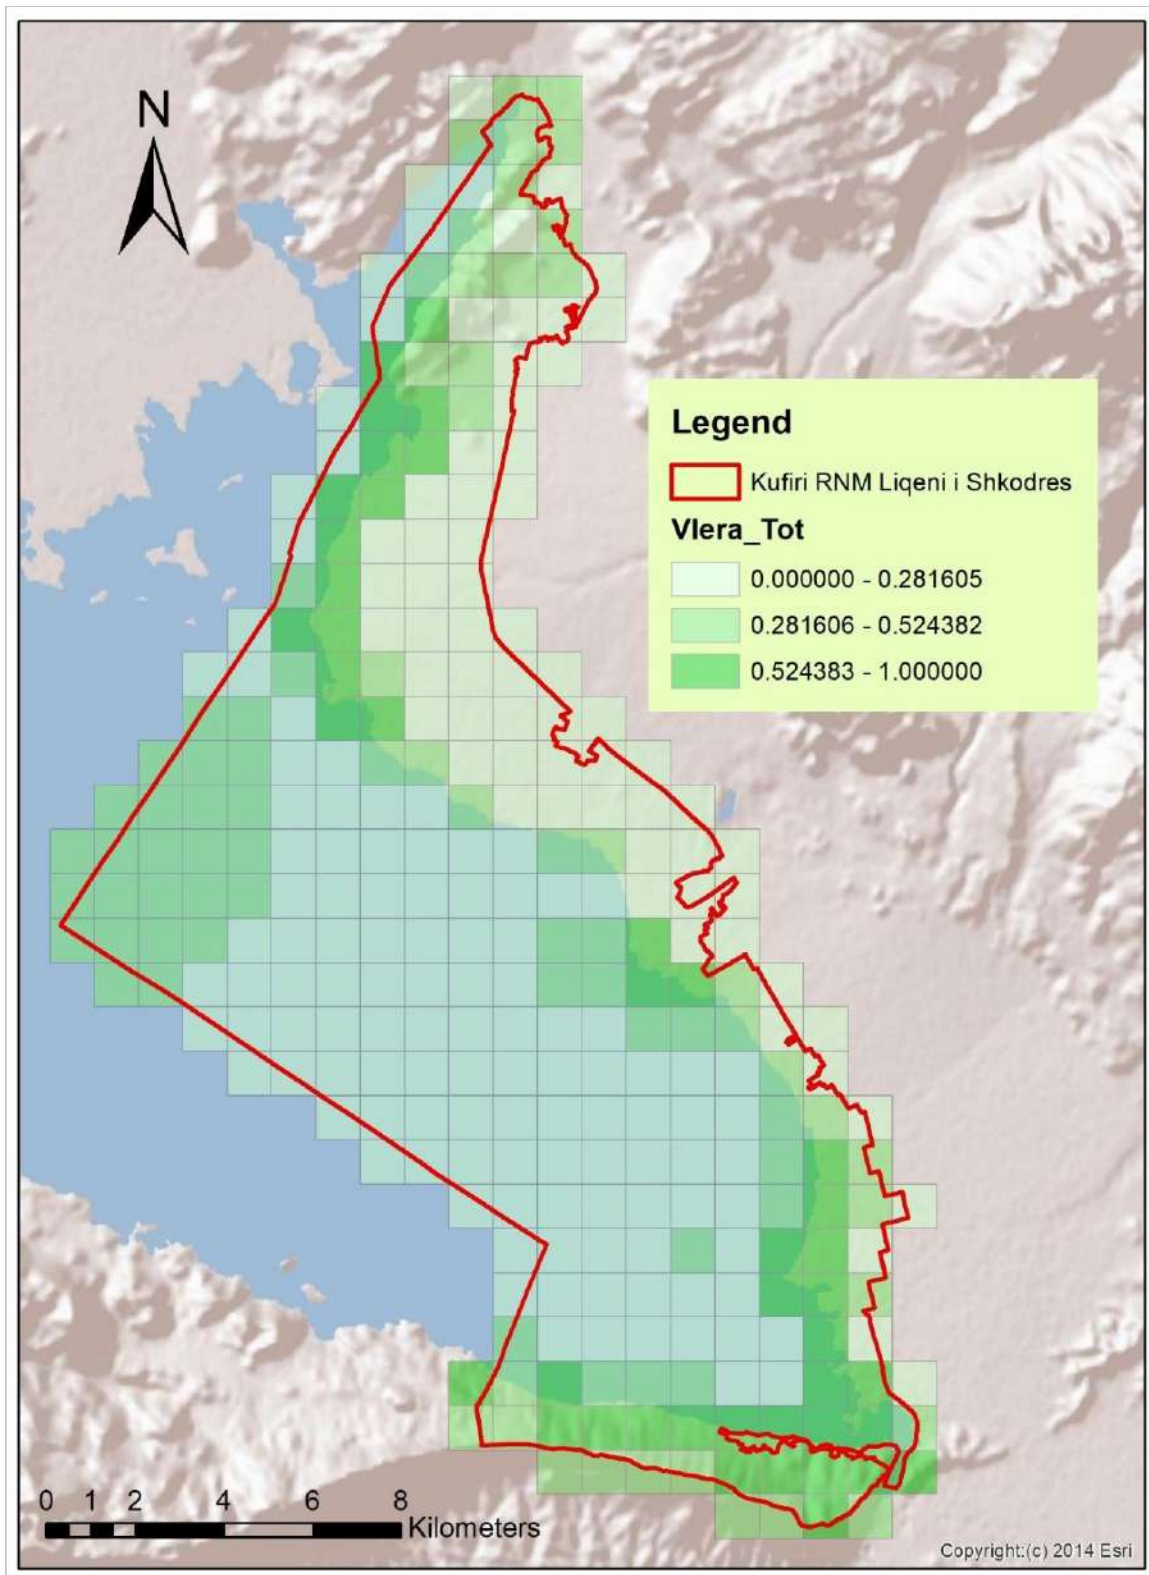 N
Legend
Kufiri RNM Liqeni i Shkodres
Vlera_Tot
0.000000 - 0.281605
0.281606 - 0.524382
0.524383 - 1.000000
0 1 2 4 6 8
Kilometers
Copyright:(c) 2014 Esri